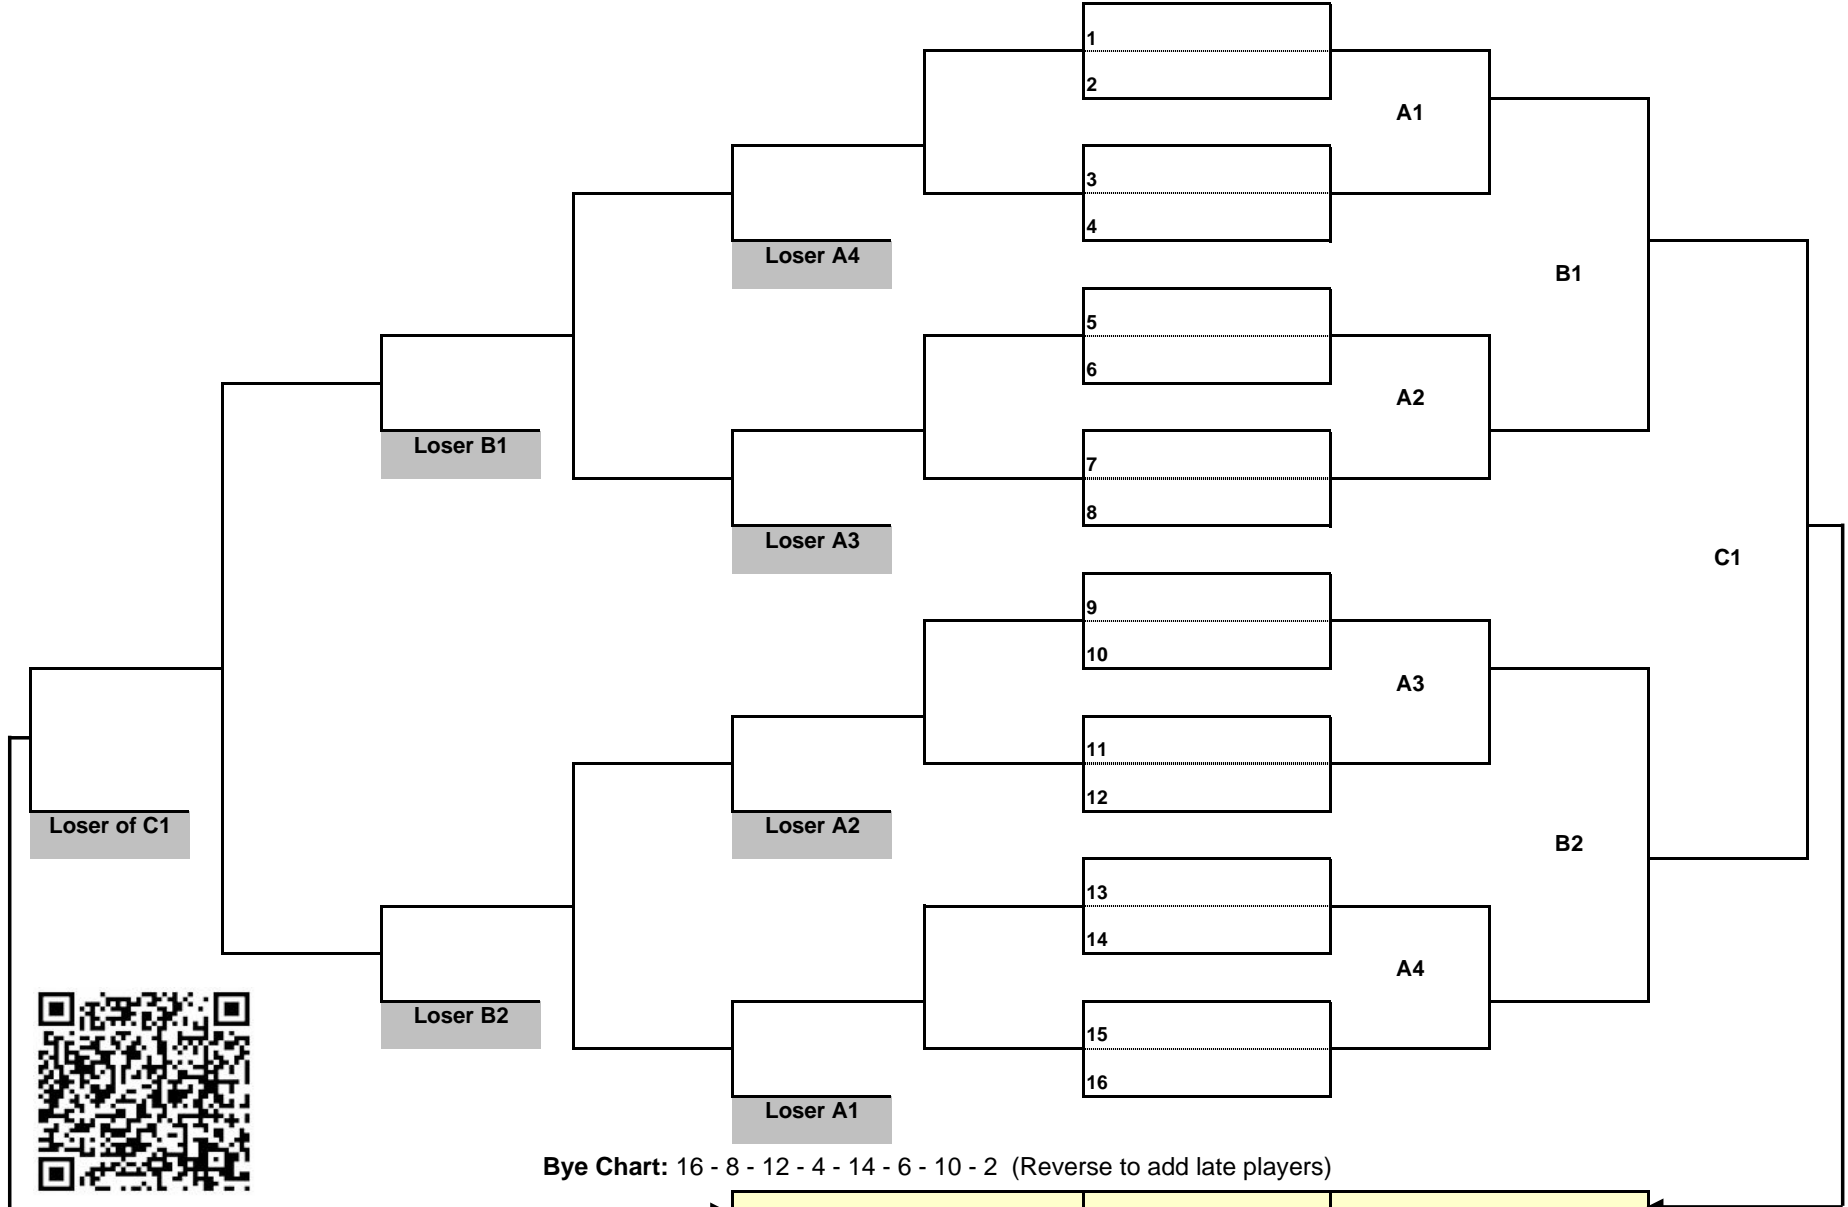 1
2
A1
3
4
Loser A4
B1
5
6
A2
Loser B1
7
8
Loser A3
C1
9
10
A3
11
12
Loser of C1
Loser A2
B2
13
14
A4
Loser B2
15
16
Loser A1
Bye Chart: 16 - 8 - 12 - 4 - 14 - 6 - 10 - 2 (Reverse to add late players)